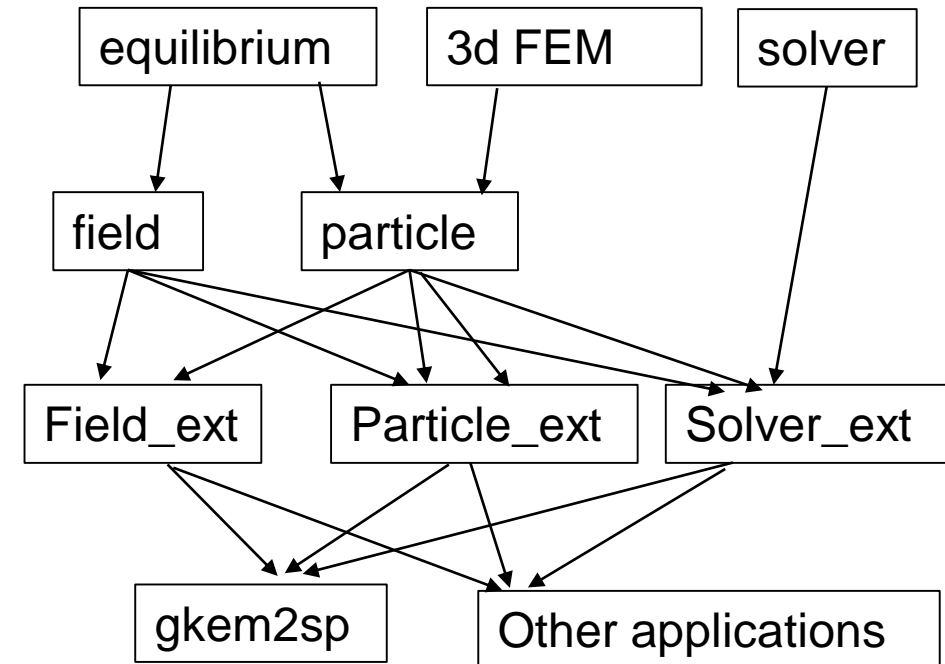 equilibrium
3d FEM
solver
field
particle
Field_ext
Particle_ext
Solver_ext
gkem2sp
Other applications